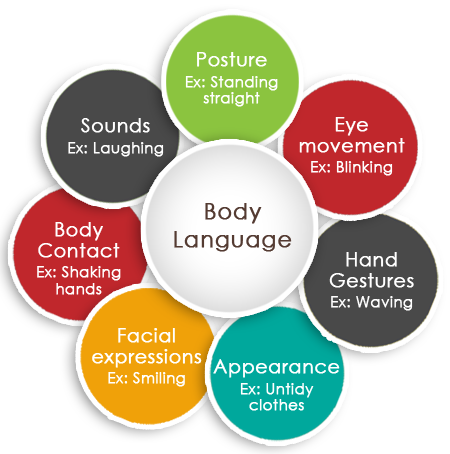 Posture
Ex: Standing
straight
Eye
movement
Ex: Blinking
Hand
Gestures
Ex: Waving
Appearance
Ex: Untidy
clothes
Facial
expressions
Ex: Smiling
Body
Contact
Ex: Shaking
hands
Sounds
Ex: Laughing
Body
Language